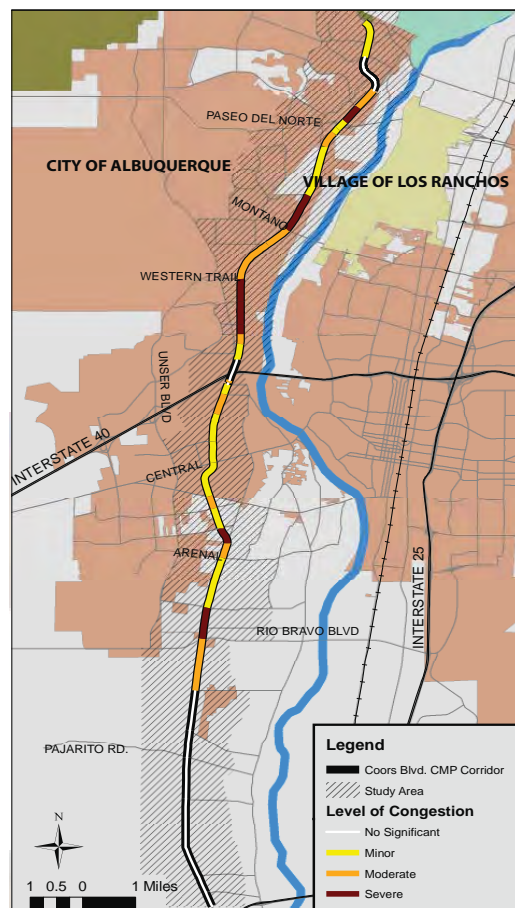 PASEO DEL NORTE
CITY OF ALBUQUERQUE
VILLAGE OF LOS RANCHOS
MONTANO
WESTERN TRAIL
UNSER BLVD
INTERSTATE 40
CENTRAL
ARENAL
INTERSTATE 25
RIO BRAVO BLVD
PAJARITO RD.
N
1 0.5 0 1 Miles
Legend
Coors Blvd. CMP Corridor
Study Area
Level of Congestion
No Significant
Minor
Moderate
Severe